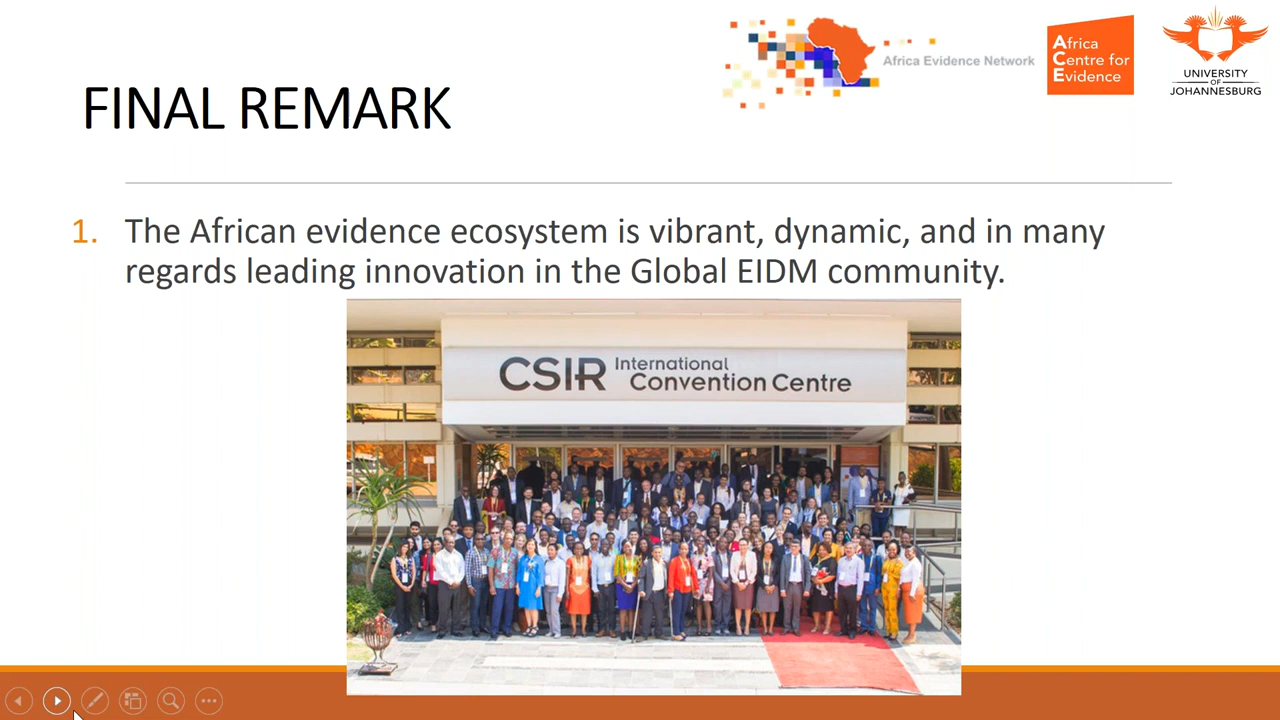 Africa Evidence Network
Africa
Centre for
Evidence
UNIVERSITY
OF
JOHANNESBURG
FINAL REMARK
1. The African evidence ecosystem is vibrant, dynamic, and in many
regards leading innovation in the Global EIDM community.
CSIR International
Convention Centre